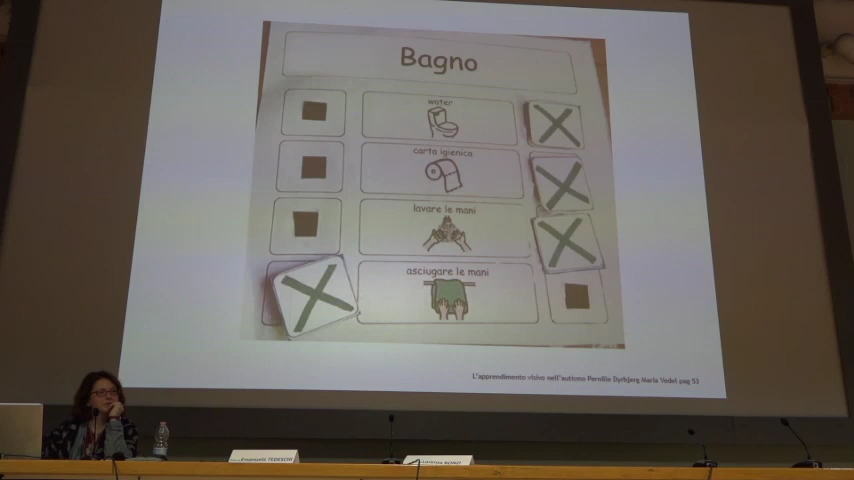 Bagno
water
carta igienica
lavare le mani
asciugare le mani
L'apprendimento visivo nell'autismo Pernille Dyrbjerg Maria Vedel pag 53
Emanuela TEDESCHI